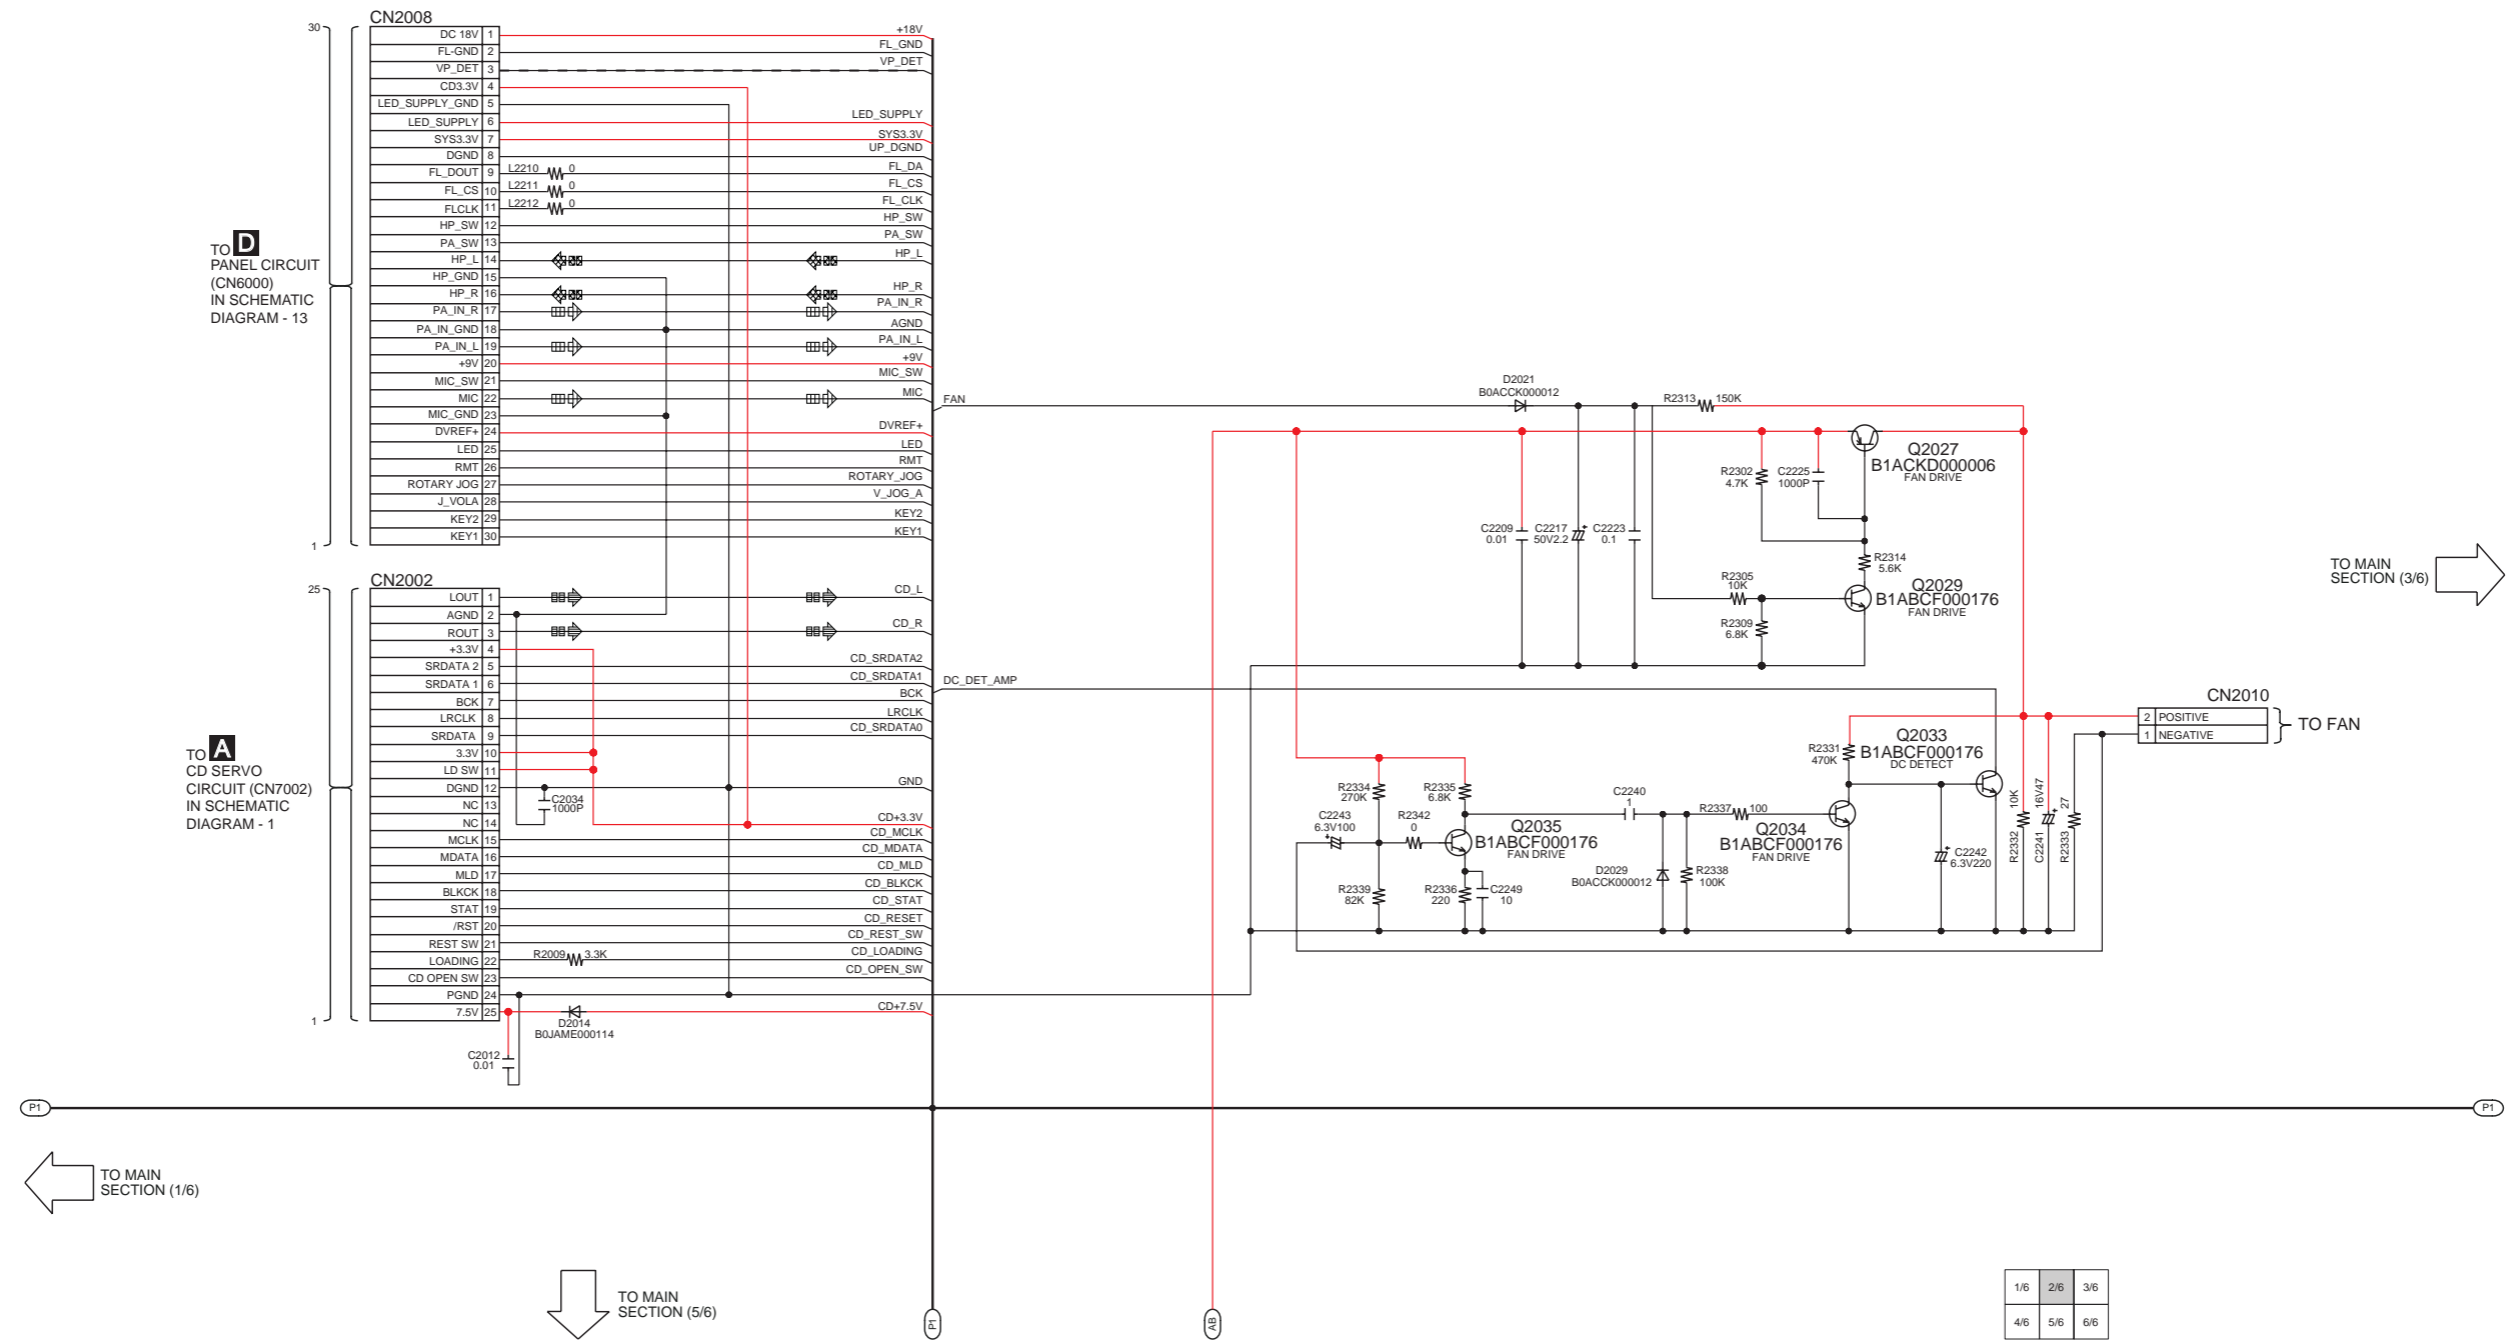 CN2008
30
DC 18V 1 +18V
FL-GND 2 FL_GND
VP_DET 3 VP_DET
CD3.3V 4
LED_SUPPLY_GND 5
LED_SUPPLY 6 LED_SUPPLY
SYS3.3V 7 SYS3.3V
DGND 8 UP_DGND
FL_DOUT 9 L2210 0 FL_DA
FL_CS 10 L2211 0 FL_CS
FLCLK 11 L2212 0 FL_CLK
HP_SW 12 HP_SW
PA_SW 13 PA_SW
HP_L 14 HP_L
HP_GND 15
HP_R 16 HP_R
PA_IN_R 17 PA_IN_R
PA_IN_GND 18 AGND
PA_IN_L 19 PA_IN_L
+9V 20 +9V
MIC_SW 21 MIC_SW
MIC 22 MIC
MIC_GND 23
DVREF+ 24 DVREF+
LED 25 LED
RMT 26 RMT
ROTARY JOG 27 ROTARY_JOG
J_VOLA 28 V_JOG_A
KEY2 29 KEY2
KEY1 30 KEY1
1
TO D
PANEL CIRCUIT
(CN6000)
IN SCHEMATIC
DIAGRAM - 13
CN2002
25
LOUT 1 CD_L
AGND 2
ROUT 3 CD_R
+3.3V 4
SRDATA 2 5 CD_SRDATA2
SRDATA 1 6 CD_SRDATA1
BCK 7 BCK
LRCLK 8 LRCLK
SRDATA 9 CD_SRDATA0
3.3V 10
LD SW 11
DGND 12 GND
NC 13
NC 14 CD+3.3V
MCLK 15 CD_MCLK
MDATA 16 CD_MDATA
MLD 17 CD_MLD
BLKCK 18 CD_BLKCK
STAT 19 CD_STAT
/RST 20 CD_RESET
REST SW 21 CD_REST_SW
LOADING 22 R2009 3.3K CD_LOADING
CD OPEN SW 23 CD_OPEN_SW
PGND 24
7.5V 25 CD+7.5V
1
TO A
CD SERVO
CIRCUIT (CN7002)
IN SCHEMATIC
DIAGRAM - 1
C2034
1000P
D2014
B0JAME000114
C2012
0.01
FAN
DC_DET_AMP
D2021
B0ACCK000012
R2313 150K
Q2027
B1ACKD000006
FAN DRIVE
R2302
4.7K
C2225
1000P
C2209
0.01
C2217
50V2.2
C2223
0.1
R2314
5.6K
R2305
10K
Q2029
B1ABCF000176
FAN DRIVE
R2309
6.8K
TO MAIN
SECTION (3/6)
CN2010
2 POSITIVE
1 NEGATIVE
TO FAN
R2331
470K
Q2033
B1ABCF000176
DC DETECT
R2334
270K
R2335
6.8K
C2240
1
R2337 100
C2243
6.3V100
R2342
0
Q2035
B1ABCF000176
FAN DRIVE
Q2034
B1ABCF000176
FAN DRIVE
R2339
82K
R2336
220
C2249
10
D2029
B0ACCK000012
R2338
100K
C2242
6.3V220
R2332 10K
C2241 16V47
R2333 27
P1
P1
TO MAIN
SECTION (1/6)
TO MAIN
SECTION (5/6)
P1
AB
1/6 2/6 3/6
4/6 5/6 6/6